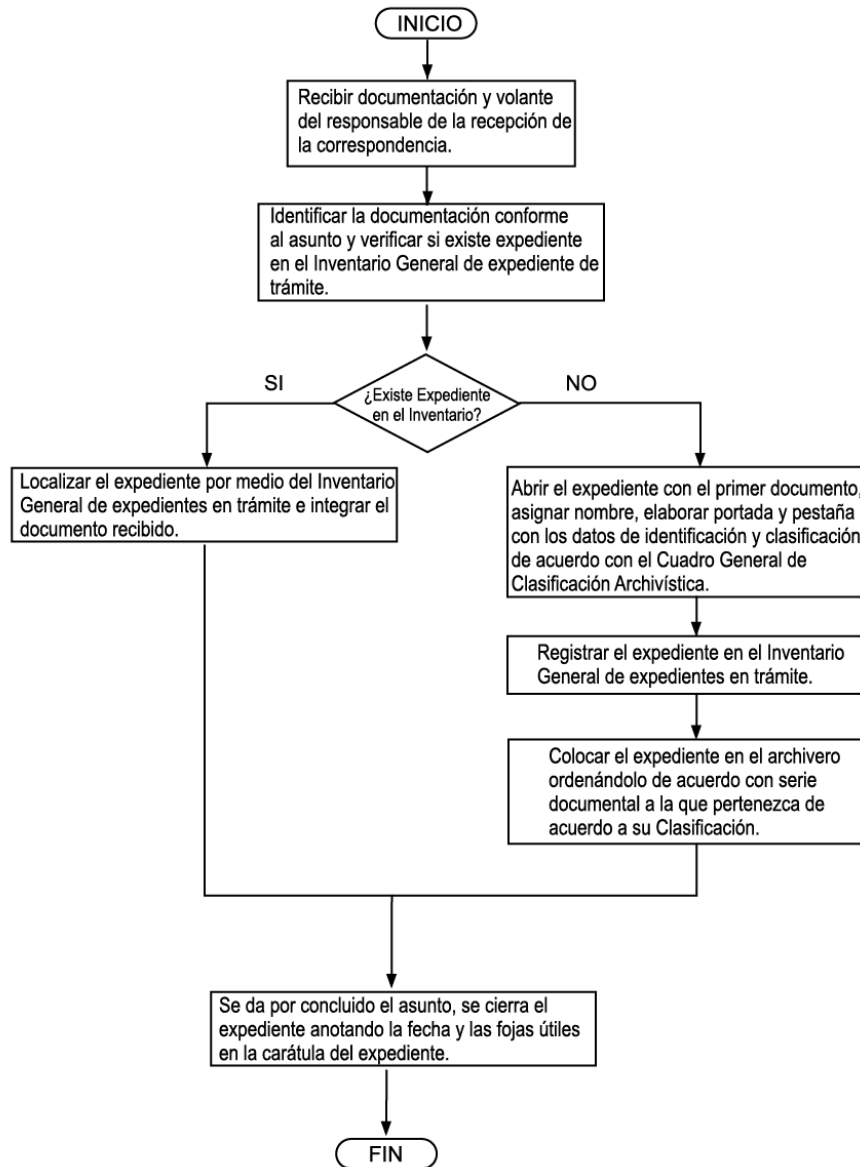 INICIO
Recibir documentación y volante
del responsable de la recepción de
la correspondencia.
Identificar la documentación conforme
al asunto y verificar si existe expediente
en el Inventario General de expediente de
trámite.
¿Existe Expediente
en el Inventario?
SI
NO
Localizar el expediente por medio del Inventario
General de expedientes en trámite e integrar el
documento recibido.
Abrir el expediente con el primer documento,
asignar nombre, elaborar portada y pestaña
con los datos de identificación y clasificación
de acuerdo con el Cuadro General de
Clasificación Archivística.
Registrar el expediente en el Inventario
General de expedientes en trámite.
Colocar el expediente en el archivero
ordenándolo de acuerdo con serie
documental a la que pertenezca de
acuerdo a su Clasificación.
Se da por concluido el asunto, se cierra el
expediente anotando la fecha y las fojas útiles
en la carátula del expediente.
FIN